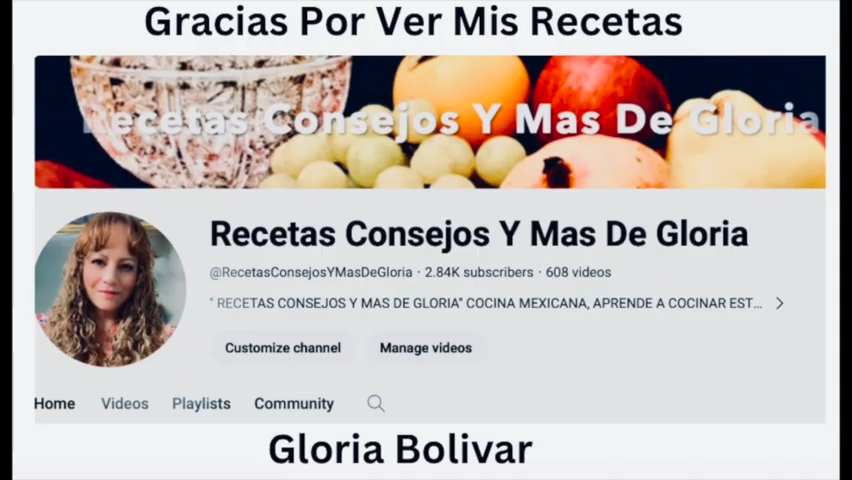 Gracias Por Ver Mis Recetas
Recetas Consejos Y Mas De Gloria
Recetas Consejos Y Mas De Gloria
@RecetasConsejosYMasDeGloria · 2.84K subscribers · 608 videos
" RECETAS CONSEJOS Y MAS DE GLORIA" COCINA MEXICANA, APRENDE A COCINAR EST...
Customize channel Manage videos
Home Videos Playlists Community
Gloria Bolivar